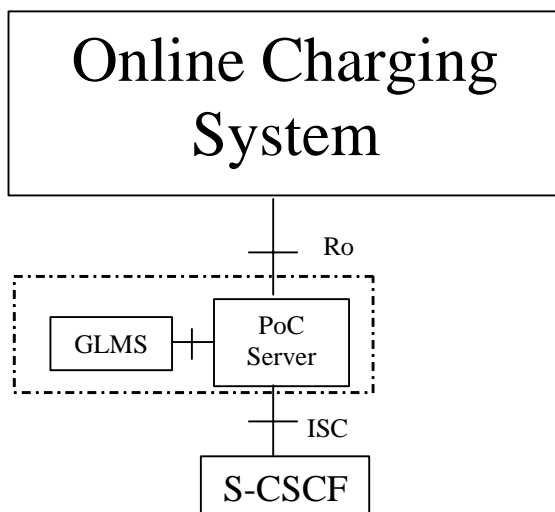 Online Charging
System
Ro
GLMS
PoC
Server
ISC
S-CSCF